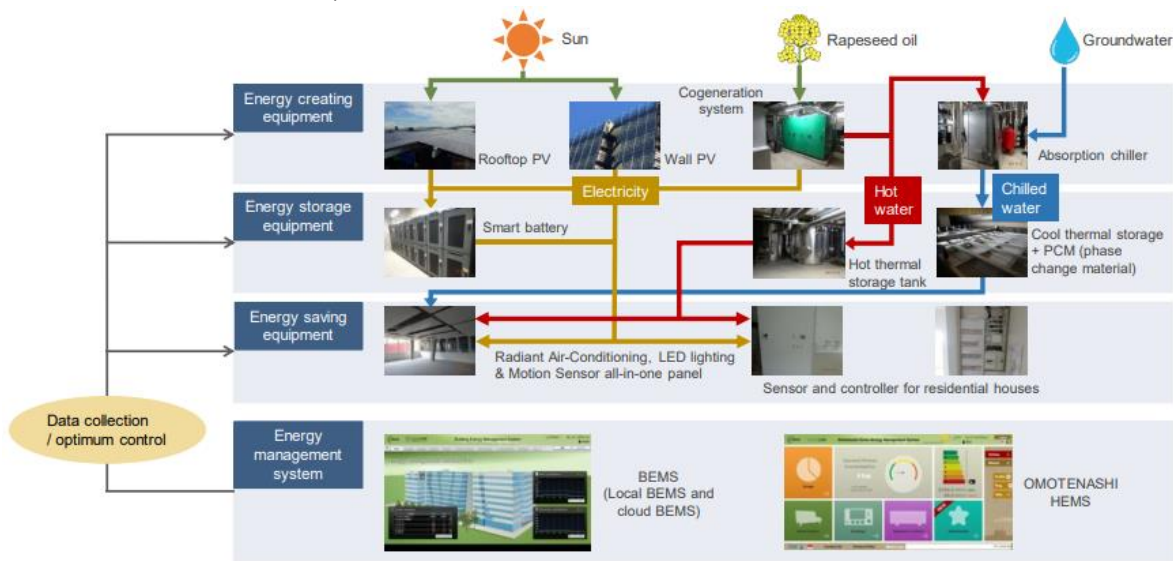 Sun
Rapeseed oil
Groundwater
Energy creating
equipment
Rooftop PV
Wall PV
Cogeneration
system
Absorption chiller
Electricity
Hot
water
Chilled
water
Energy storage
equipment
Smart battery
Hot thermal
storage tank
Cool thermal storage
+ PCM (phase
change material)
Energy saving
equipment
Radiant Air-Conditioning, LED lighting
& Motion Sensor all-in-one panel
Sensor and controller for residential houses
Data collection
/ optimum control
Energy
management
system
BEMS
(Local BEMS and
cloud BEMS)
OMOTENASHI
HEMS